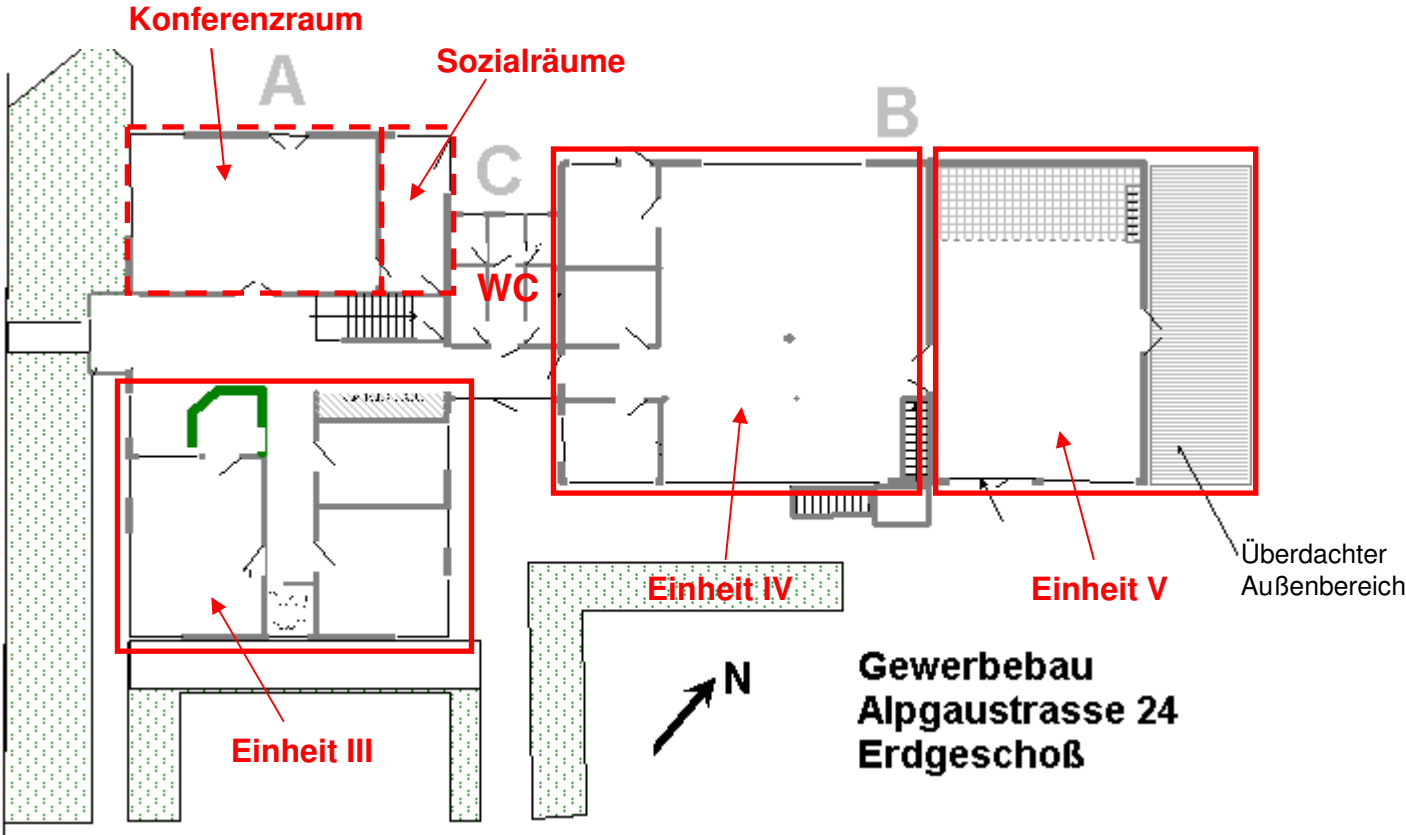 Konferenzraum
Sozialräume
A
B
C
WC
Einheit IV
Einheit V
Überdachter
Außenbereich
Einheit III
N
Gewerbebau
Alpgaustrasse 24
Erdgeschoß